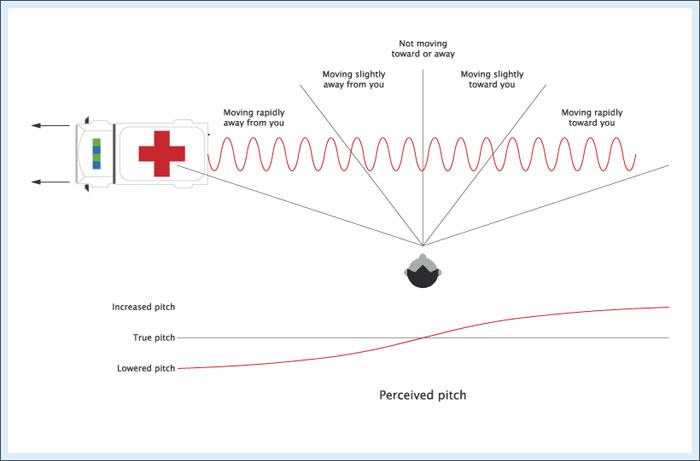 Not moving
toward or away
Moving slightly
away from you
Moving slightly
toward you
Moving rapidly
away from you
Moving rapidly
toward you
Increased pitch
True pitch
Lowered pitch
Perceived pitch